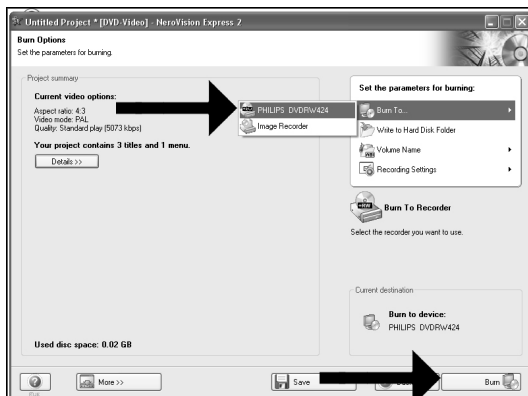 Untitled Project * [DVD-Video] - NeroVision Express 2
Burn Options
Set the parameters for burning.
Project summary
Current video options:
Aspect ratio: 4:3
Video mode: PAL
Quality: Standard play (5073 kbps)
Your project contains 3 titles and 1 menu.
Details >>
Used disc space: 0.02 GB
PHILIPS DVDRW424
Image Recorder
Set the parameters for burning:
Burn To...
Write to Hard Disk Folder
Volume Name
Recording Settings
Burn To Recorder
Select the recorder you want to use.
Current destination
Burn to device:
PHILIPS DVDRW424
More >>
Save
Burn